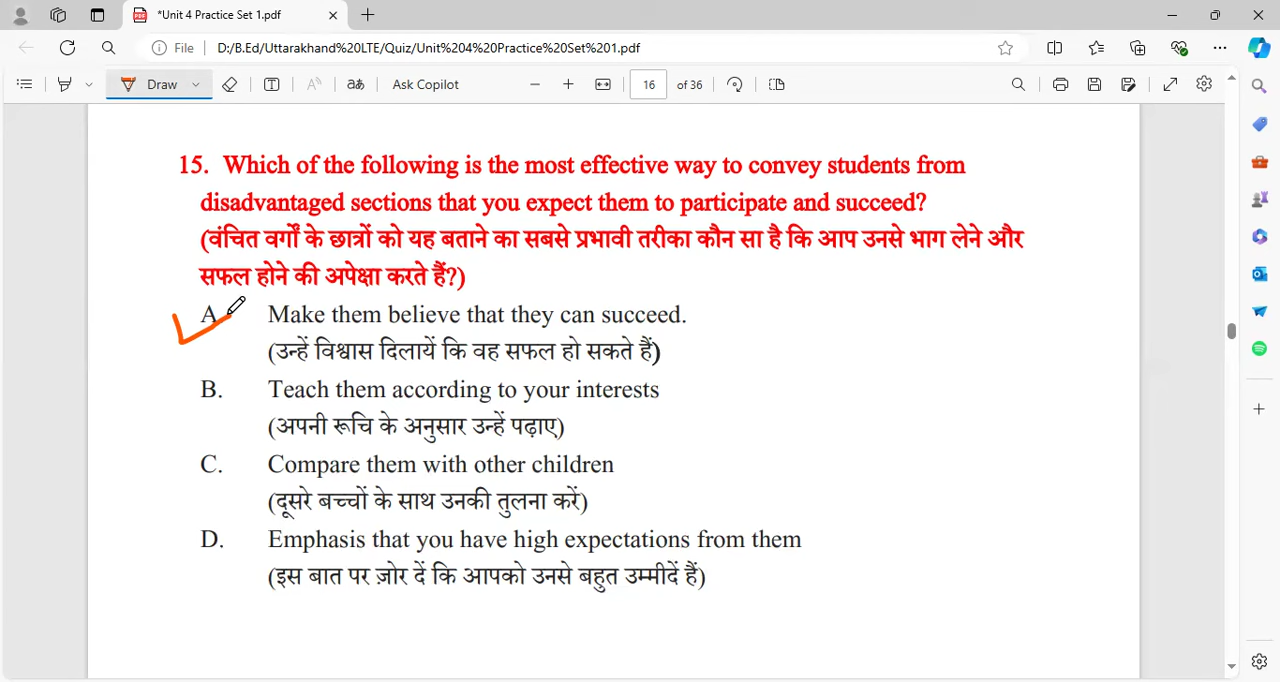 *Unit 4 Practice Set 1.pdf
File D:/B.Ed/Uttarakhand%20LTE/Quiz/Unit%204%20Practice%20Set%201.pdf
Draw aあ Ask Copilot 16 of 36
15. Which of the following is the most effective way to convey students from
disadvantaged sections that you expect them to participate and succeed?
(वंचित वर्गों के छात्रों को यह बताने का सबसे प्रभावी तरीका कौन सा है कि आप उनसे भाग लेने और
सफल होने की अपेक्षा करते हैं?)
A Make them believe that they can succeed.
(उन्हें विश्वास दिलायें कि वह सफल हो सकते हैं)
B. Teach them according to your interests
(अपनी रूचि के अनुसार उन्हें पढ़ाए)
C. Compare them with other children
(दूसरे बच्चों के साथ उनकी तुलना करें)
D. Emphasis that you have high expectations from them
(इस बात पर ज़ोर दें कि आपको उनसे बहुत उम्मीदें हैं)